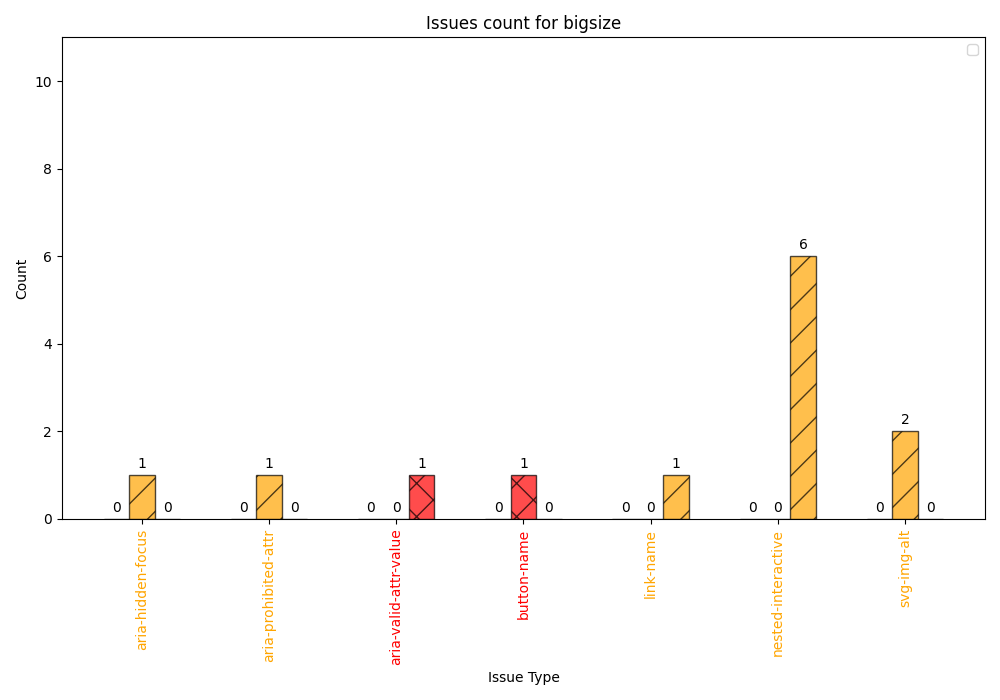 Issues count for bigsize
Count
10
8
6
4
2
0
0 1 0
0 1 0
0 0 1
0 1 0
0 0 1
0 0 6
0 2 0
aria-hidden-focus
aria-prohibited-attr
aria-valid-attr-value
button-name
link-name
nested-interactive
svg-img-alt
Issue Type